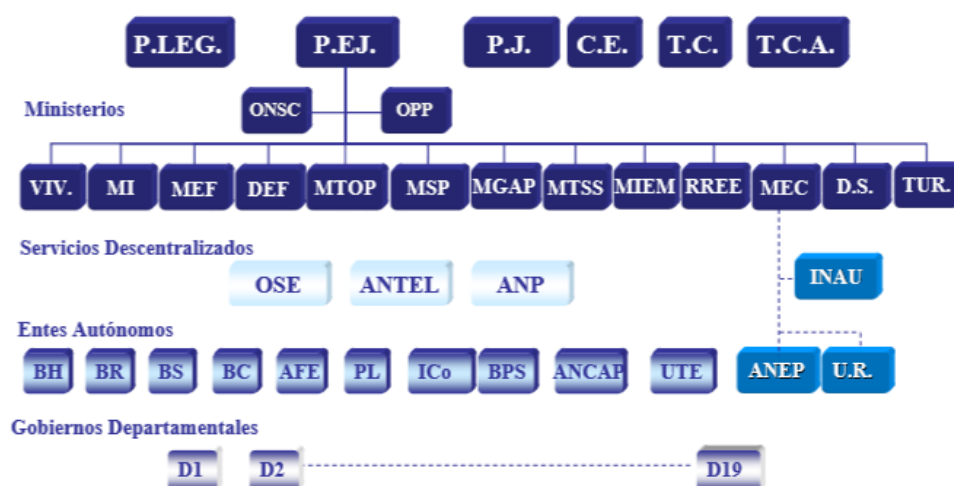 P.LEG. P.EJ. P.J. C.E. T.C. T.C.A.
Ministerios ONSC OPP
VIV. MI MEF DEF MTOP MSP MGAP MTSS MIEM RREE MEC D.S. TUR.
Servicios Descentralizados
OSE ANTEL ANP INAU
Entes Autónomos
BH BR BS BC AFE PL ICo BPS ANCAP UTE ANEP U.R.
Gobiernos Departamentales
D1 D2 D19